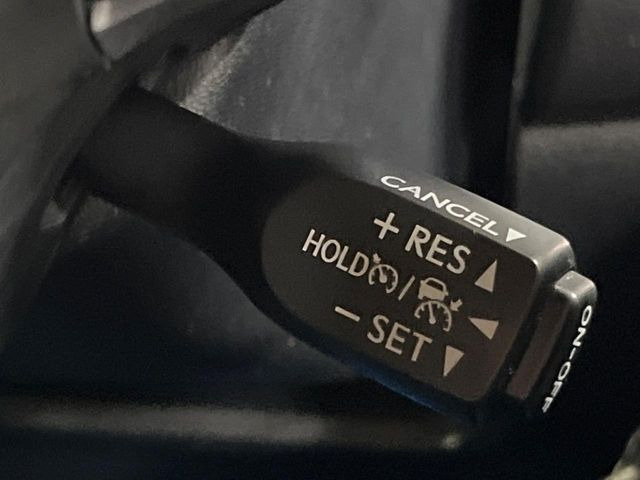 CANCEL▼
+ RES ▲
HOLD / ◀
− SET ▼
ON-OFF